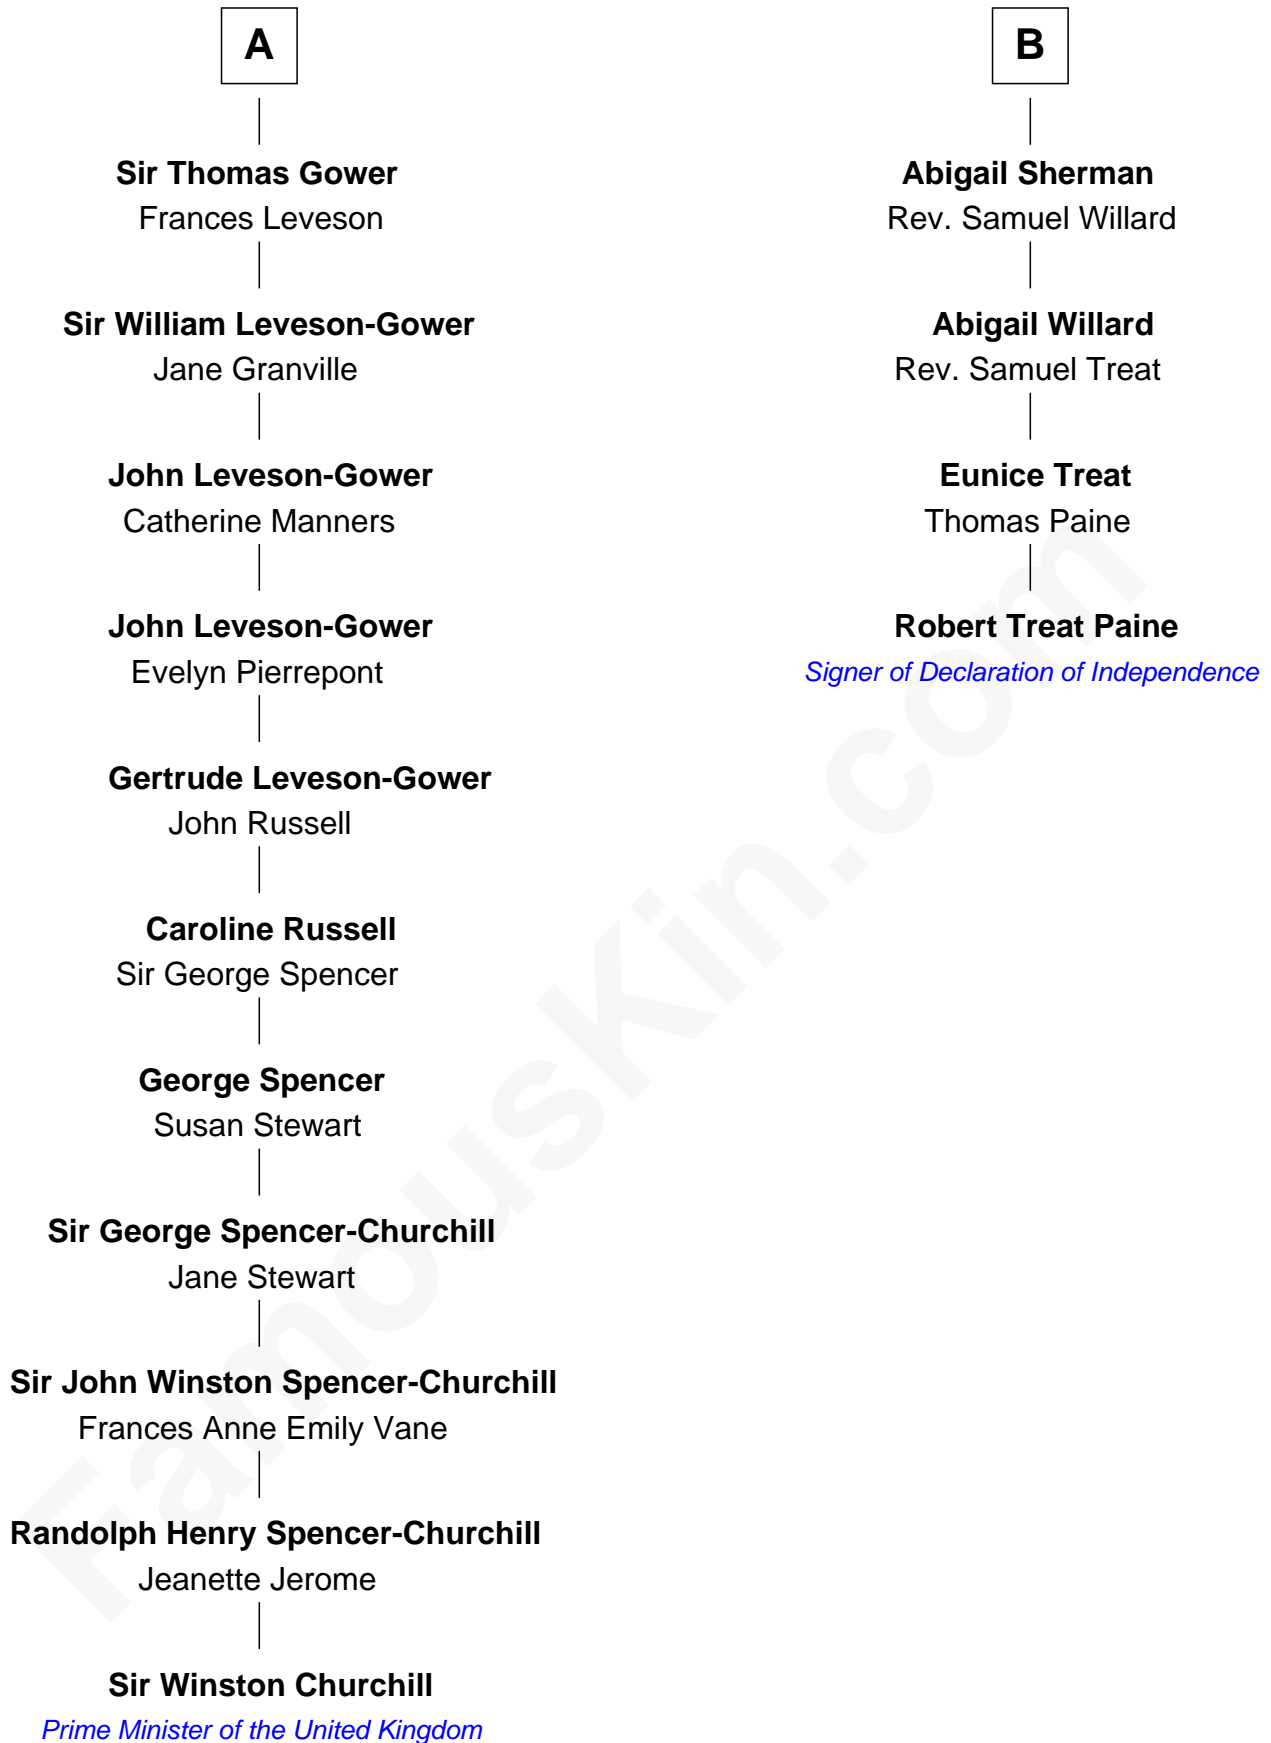 A
Sir Thomas Gower
Frances Leveson
Sir William Leveson-Gower
Jane Granville
John Leveson-Gower
Catherine Manners
John Leveson-Gower
Evelyn Pierrepont
Gertrude Leveson-Gower
John Russell
Caroline Russell
Sir George Spencer
George Spencer
Susan Stewart
Sir George Spencer-Churchill
Jane Stewart
Sir John Winston Spencer-Churchill
Frances Anne Emily Vane
Randolph Henry Spencer-Churchill
Jeanette Jerome
Sir Winston Churchill
Prime Minister of the United Kingdom
B
Abigail Sherman
Rev. Samuel Willard
Abigail Willard
Rev. Samuel Treat
Eunice Treat
Thomas Paine
Robert Treat Paine
Signer of Declaration of Independence
FamousKin.com